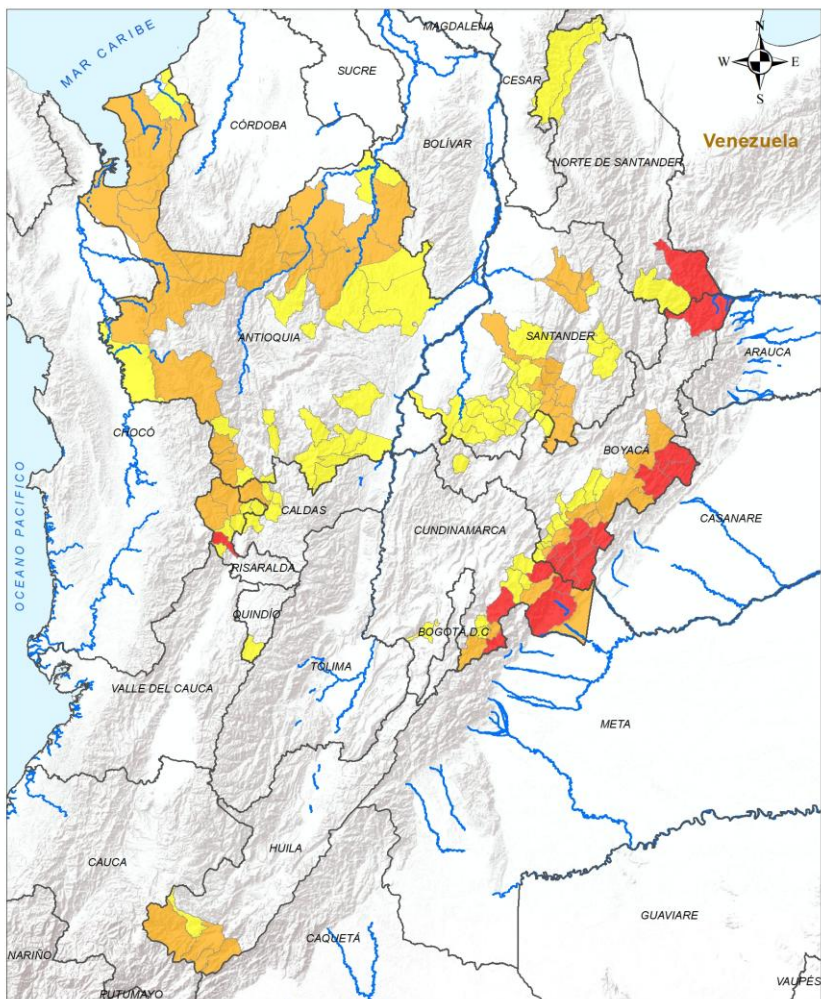 MAGDALENA
MAR CARIBE
N
W E
S
SUCRE
CESAR
CÓRDOBA
BOLÍVAR
Venezuela
NORTE DE SANTANDER
ANTIOQUIA
SANTANDER
ARAUCA
CHOCÓ
BOYACA
CALDAS
CASANARE
CUNDINAMARCA
OCEANO PACIFICO
RISARALDA
QUINDÍO
BOGOTÁ D.C
TOLIMA
VALLE DEL CAUCA
META
HUILA
CAUCA
GUAVIARE
CAQUETÁ
NARIÑO
VAUPÉS
PUTUMAYO